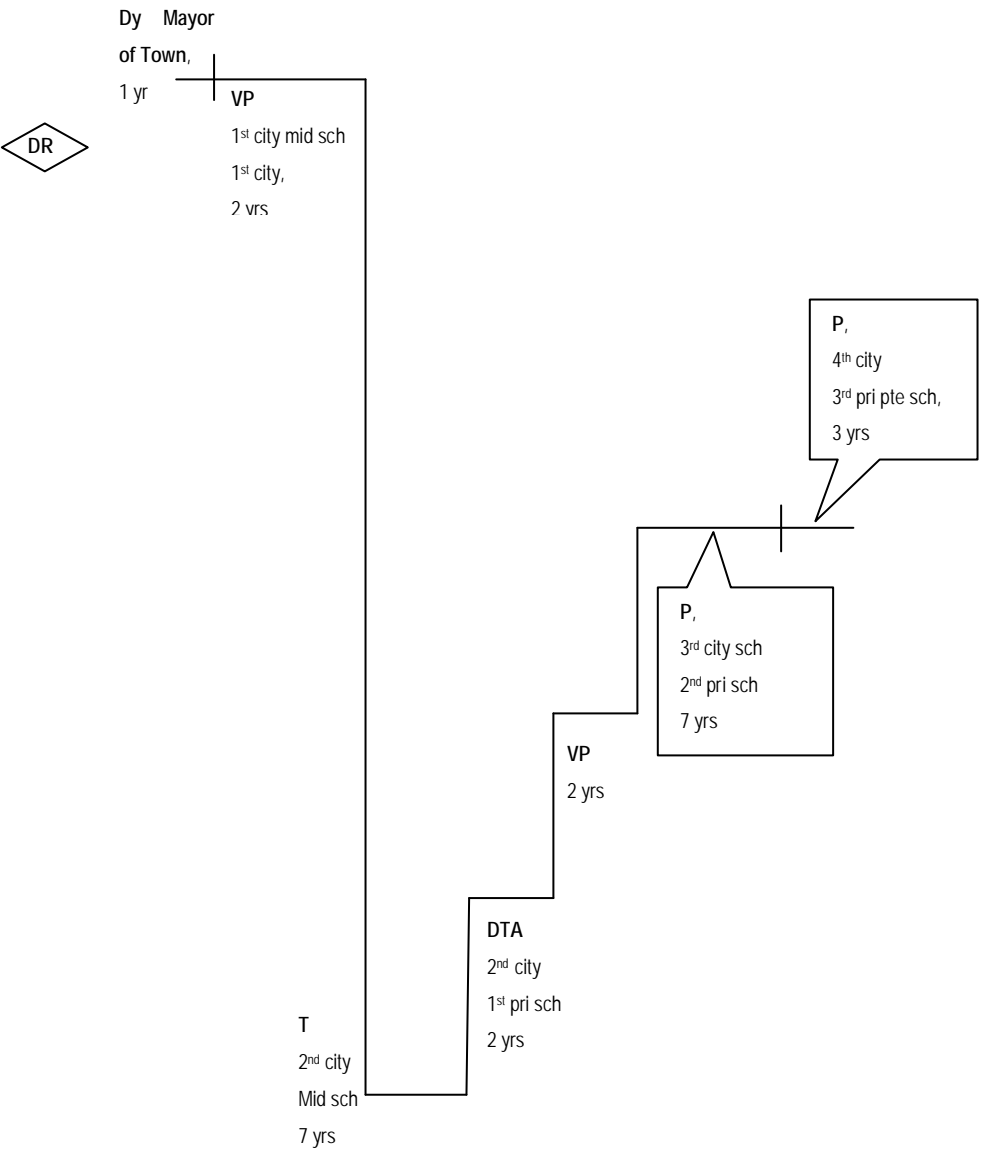 Dy Mayor
of Town,
1 yr
DR
VP
1st city mid sch
1st city,
2 yrs
P,
4th city
3rd pri pte sch,
3 yrs
P,
3rd city sch
2nd pri sch
7 yrs
VP
2 yrs
DTA
2nd city
1st pri sch
2 yrs
T
2nd city
Mid sch
7 yrs